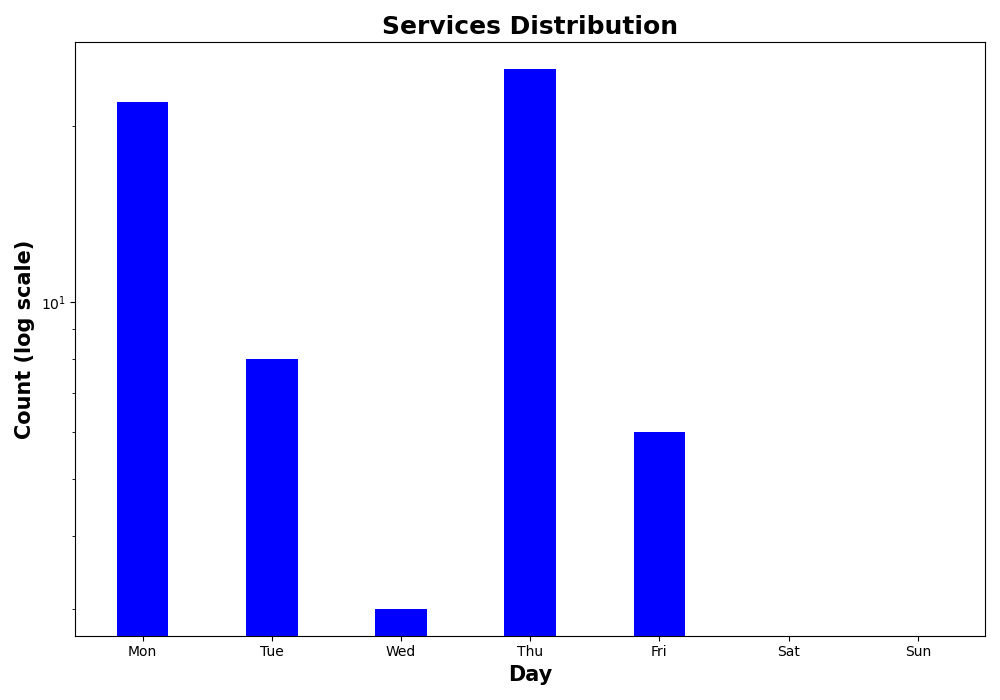 Services Distribution
Count (log scale)
10¹
Mon Tue Wed Thu Fri Sat Sun
Day